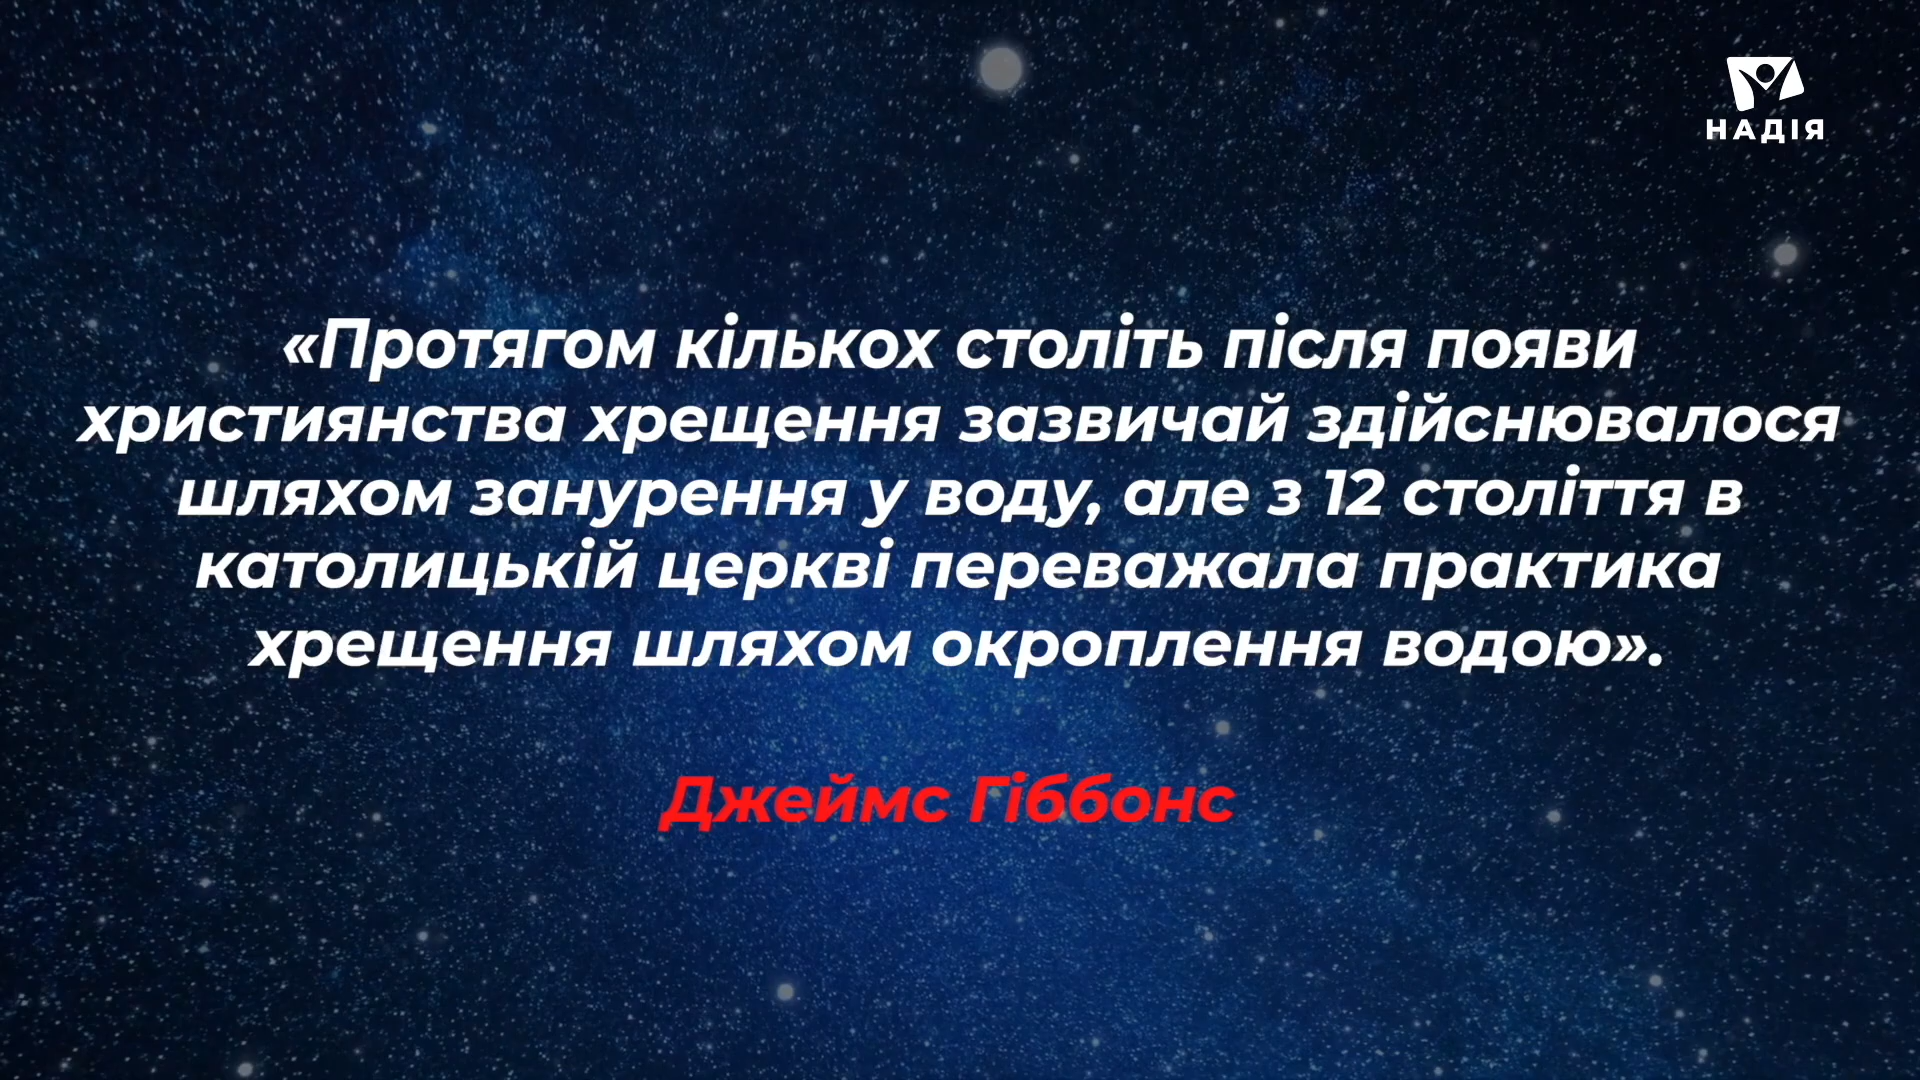 НАДІЯ
«Протягом кількох століть після появи
християнства хрещення зазвичай здійснювалося
шляхом занурення у воду, але з 12 століття в
католицькій церкві переважала практика
хрещення шляхом окроплення водою».
Джеймс Гіббонс